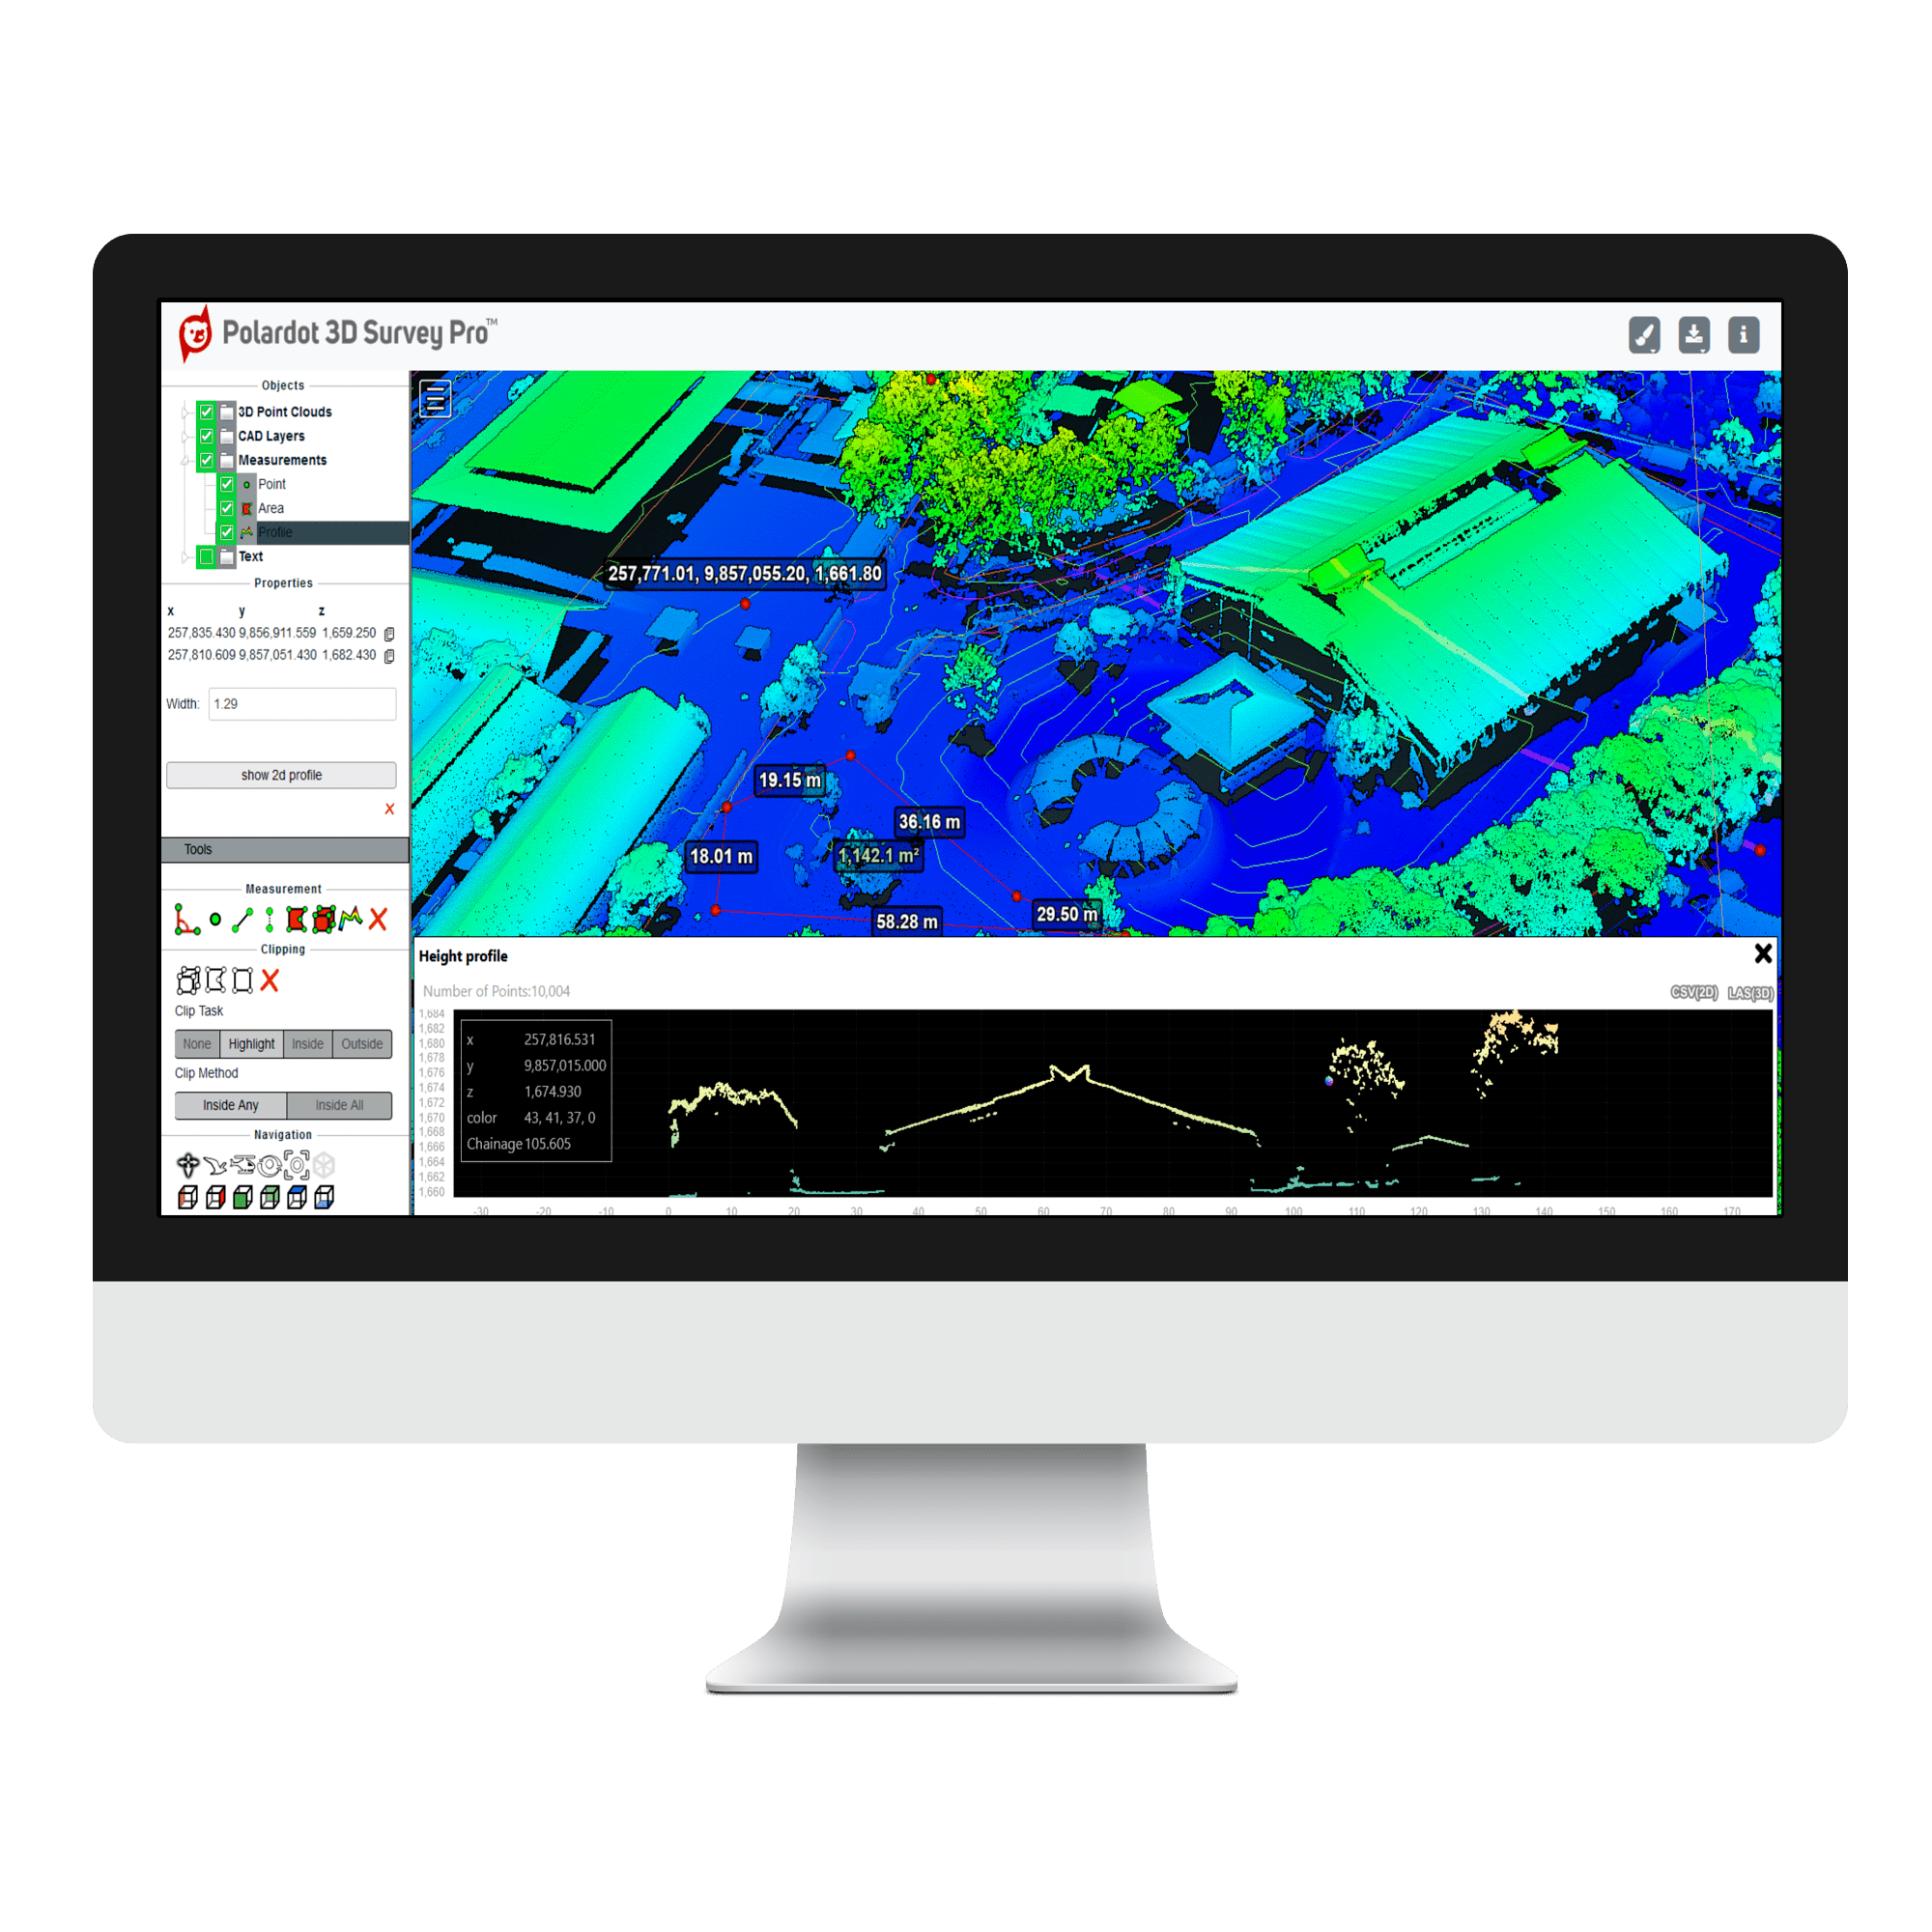 Polardot 3D Survey Pro™
Objects
3D Point Clouds
CAD Layers
Measurements
Point
Area
Profile
Text
Properties
x y z
257,835.430 9,856,911.559 1,659.250
257,810.609 9,857,051.430 1,682.430
Width: 1.29
show 2d profile
x
Tools
Measurement
Clipping
Clip Task
None Highlight Inside Outside
Clip Method
Inside Any Inside All
Navigation
257,771.01, 9,857,055.20, 1,661.80
19.15 m
36.16 m
18.01 m
1,142.1 m²
29.50 m
58.28 m
Height profile
Number of Points:10,004
CSV(2D) LAS(3D)
1,684
1,682
1,680
1,678
1,676
1,674
1,672
1,670
1,668
1,666
1,664
1,662
1,660
x 257,816.531
y 9,857,015.000
z 1,674.930
color 43, 41, 37, 0
Chainage 105.605
-30 -20 -10 0 10 20 30 40 50 60 70 80 90 100 110 120 130 140 150 160 170